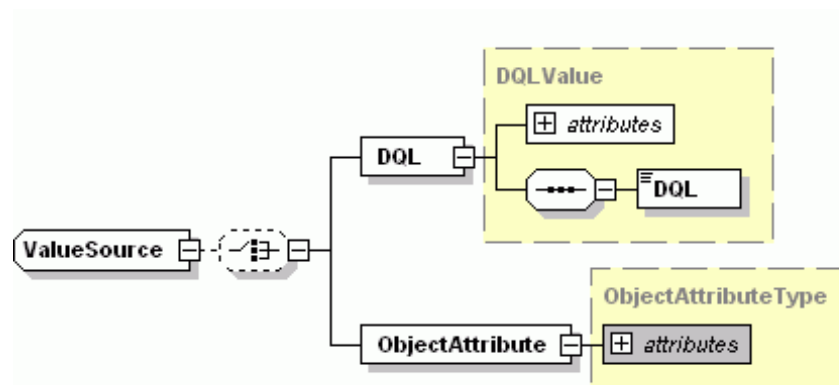 DQLValue
attributes
DQL
DQL
ValueSource
ObjectAttributeType
ObjectAttribute
attributes